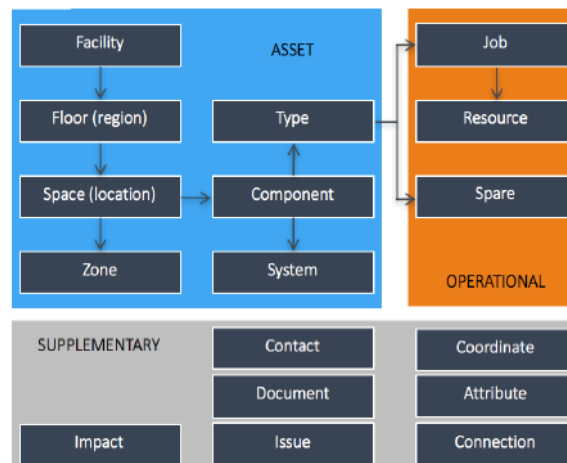 Facility
ASSET
Job
Floor (region)
Type
Resource
Space (location)
Component
Spare
Zone
System
OPERATIONAL
SUPPLEMENTARY
Contact
Coordinate
Document
Attribute
Impact
Issue
Connection